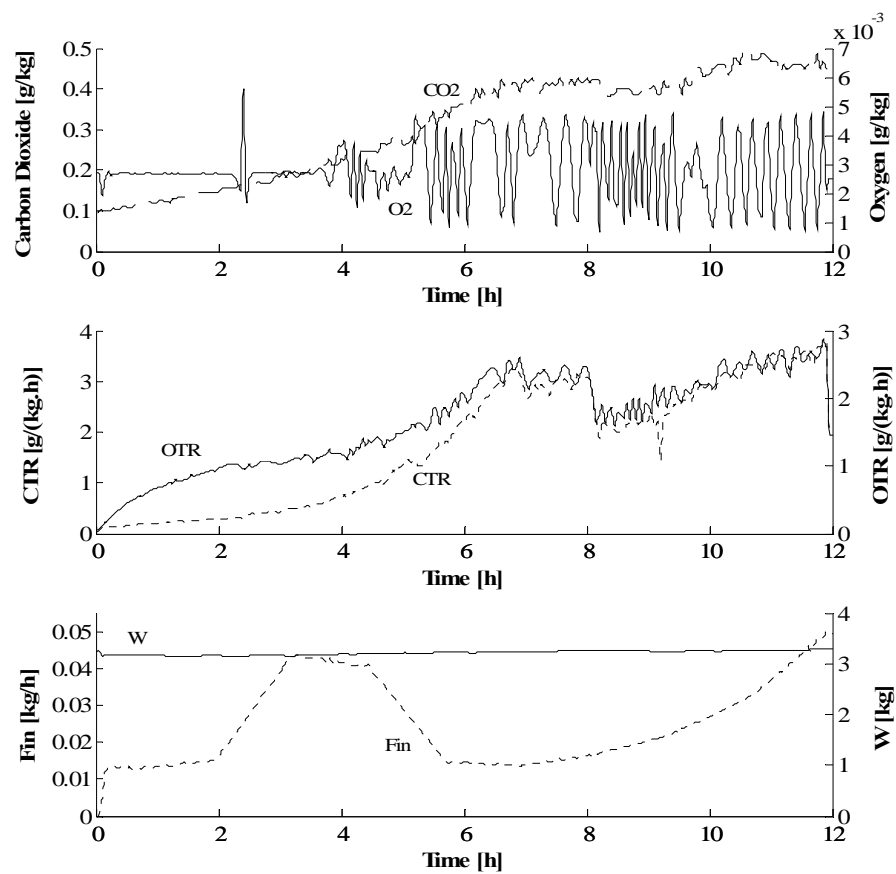 x 10⁻³
0.5
0.4
0.3
0.2
0.1
0
Carbon Dioxide [g/kg]
CO2
O2
7
6
5
4
3
2
1
0
Oxygen [g/kg]
0 2 4 6 8 10 12
Time [h]
4
3
2
1
0
CTR [g/(kg.h)]
OTR
CTR
3
2
1
0
OTR [g/(kg.h)]
0 2 4 6 8 10 12
Time [h]
0.05
0.04
0.03
0.02
0.01
0
Fin [kg/h]
W
Fin
4
3
2
1
0
W [kg]
0 2 4 6 8 10 12
Time [h]